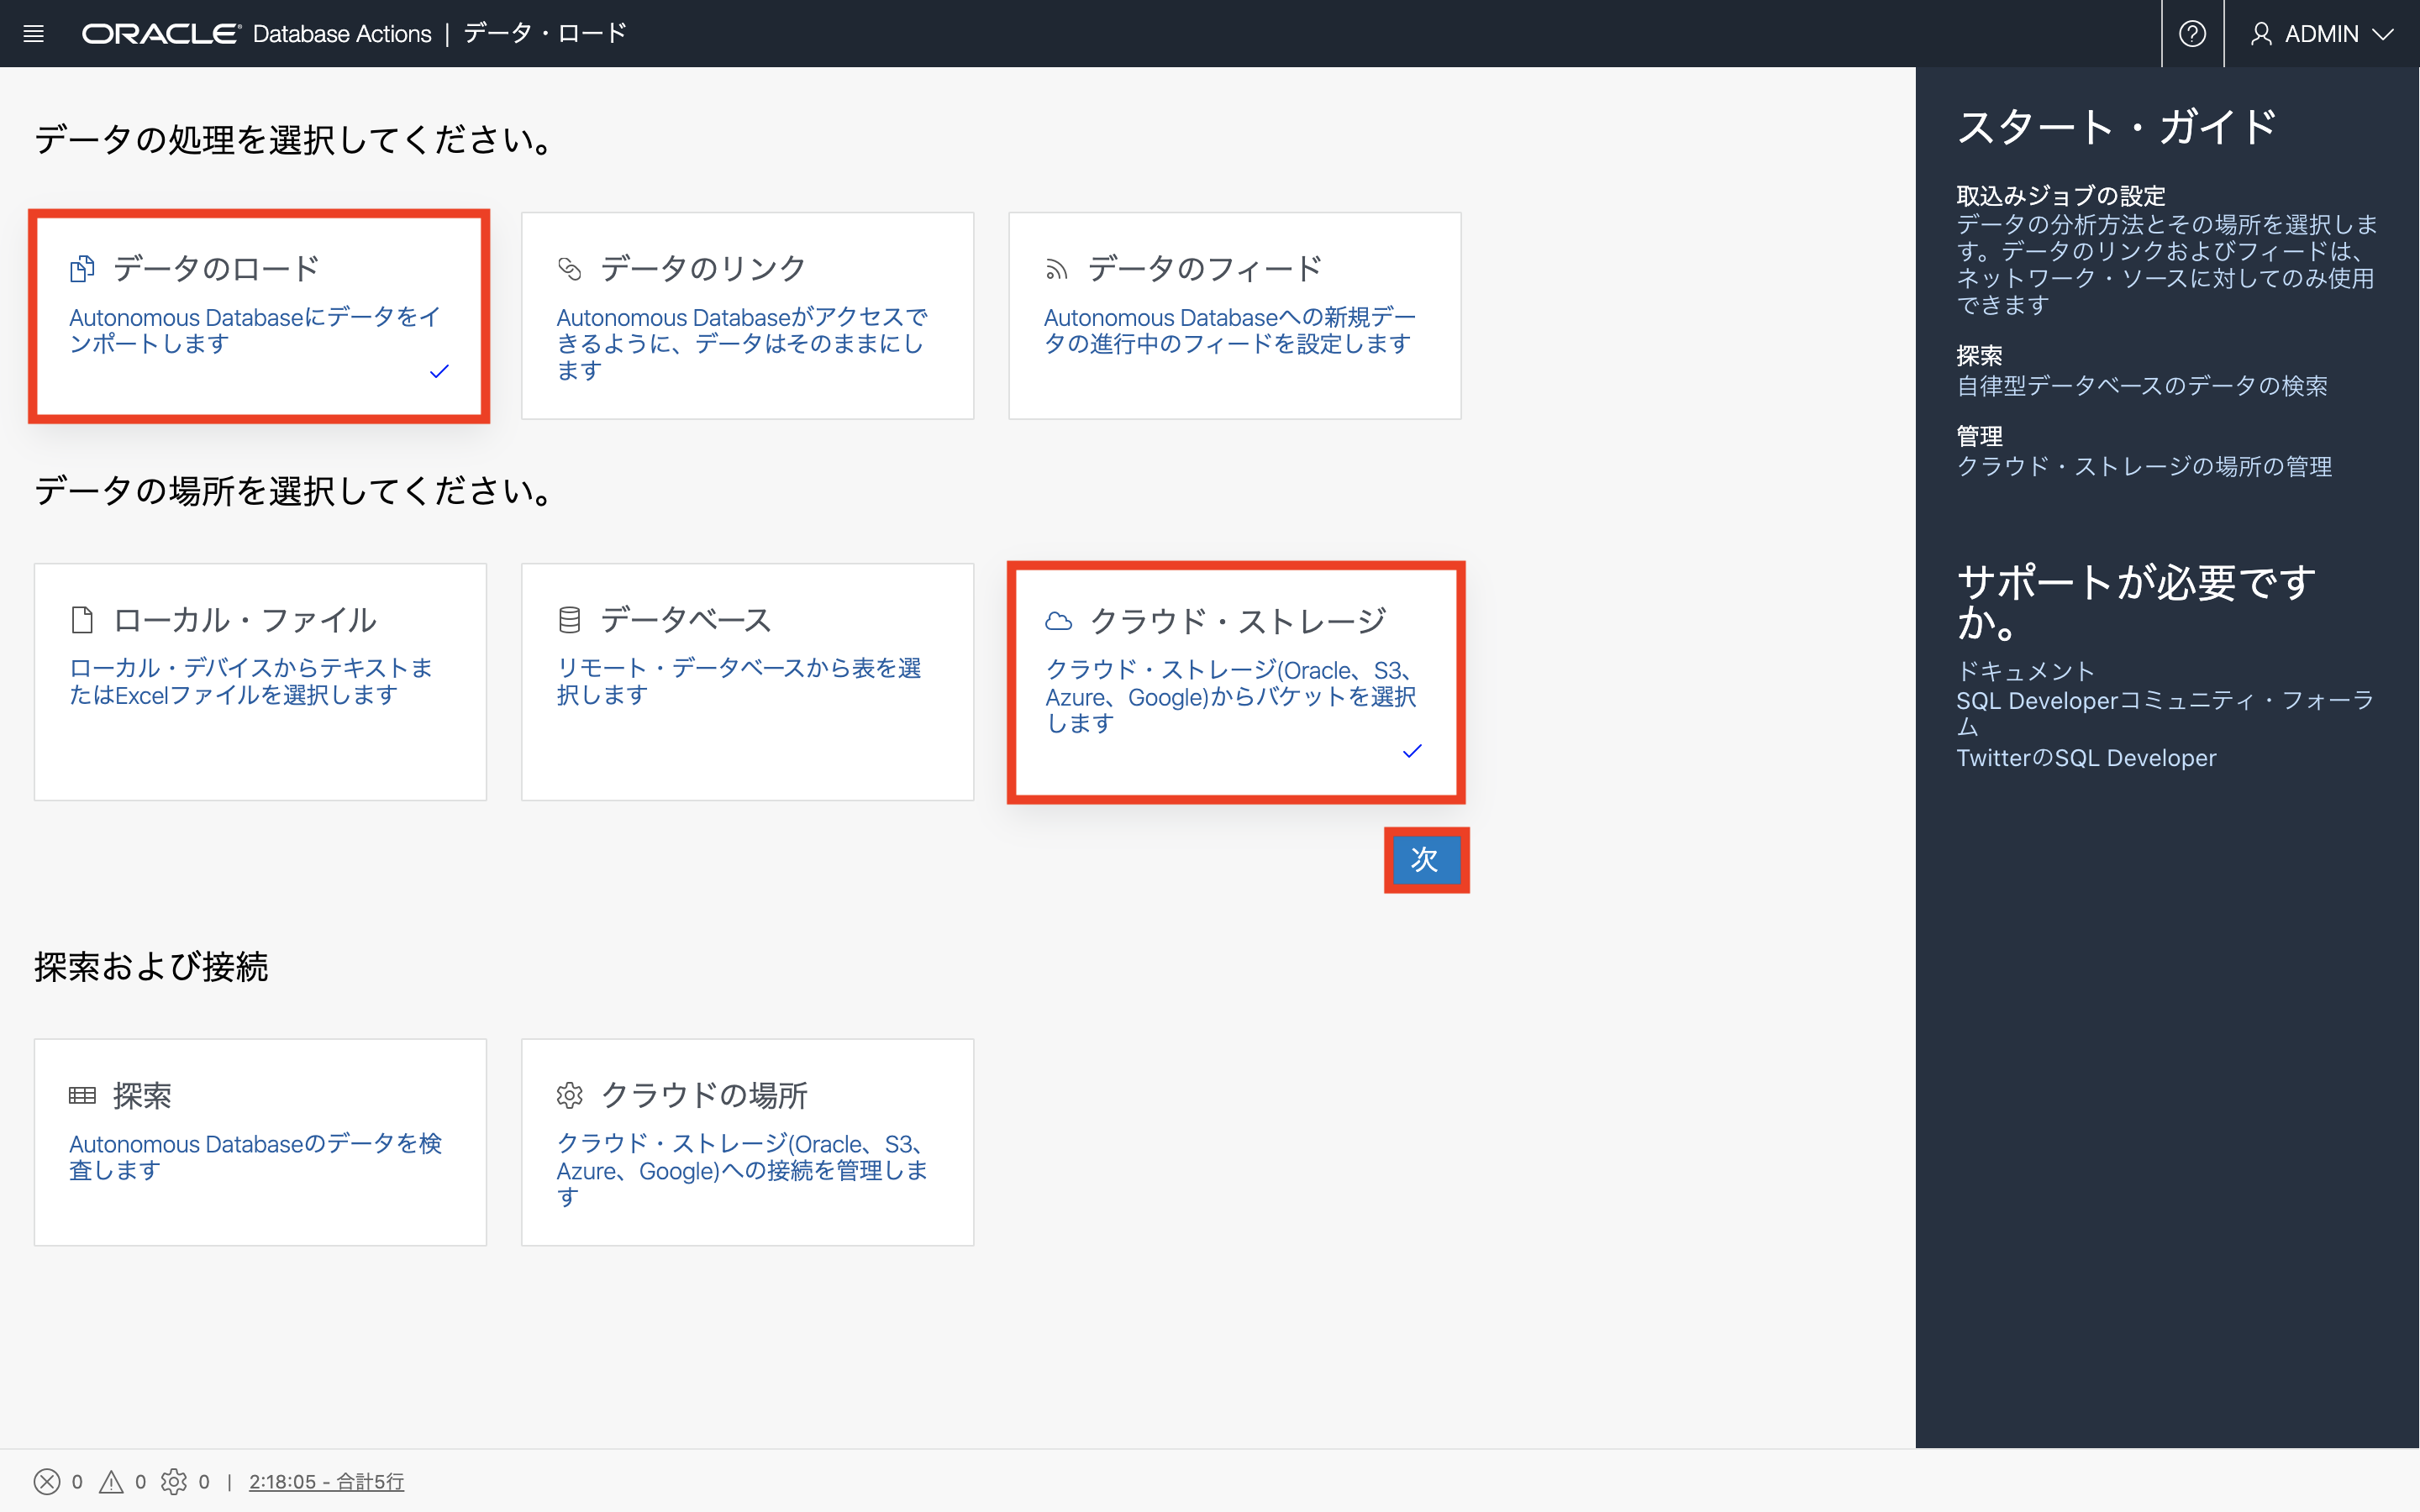 ORACLE Database Actions | データ・ロード
ADMIN
データの処理を選択してください。
データのロード
Autonomous Databaseにデータをイ
ンポートします
データのリンク
Autonomous Databaseがアクセスで
きるように、データはそのままにし
ます
データのフィード
Autonomous Databaseへの新規デー
タの進行中のフィードを設定します
データの場所を選択してください。
ローカル・ファイル
ローカル・デバイスからテキストま
たはExcelファイルを選択します
データベース
リモート・データベースから表を選
択します
クラウド・ストレージ
クラウド・ストレージ(Oracle、S3、
Azure、Google)からバケットを選択
します
次
探索および接続
探索
Autonomous Databaseのデータを検
査します
クラウドの場所
クラウド・ストレージ(Oracle、S3、
Azure、Google)への接続を管理しま
す
スタート・ガイド
取込みジョブの設定
データの分析方法とその場所を選択しま
す。データのリンクおよびフィードは、
ネットワーク・ソースに対してのみ使用
できます
探索
自律型データベースのデータの検索
管理
クラウド・ストレージの場所の管理
サポートが必要です
か。
ドキュメント
SQL Developerコミュニティ・フォーラ
ム
TwitterのSQL Developer
0 0 0 | 2:18:05 - 合計5行